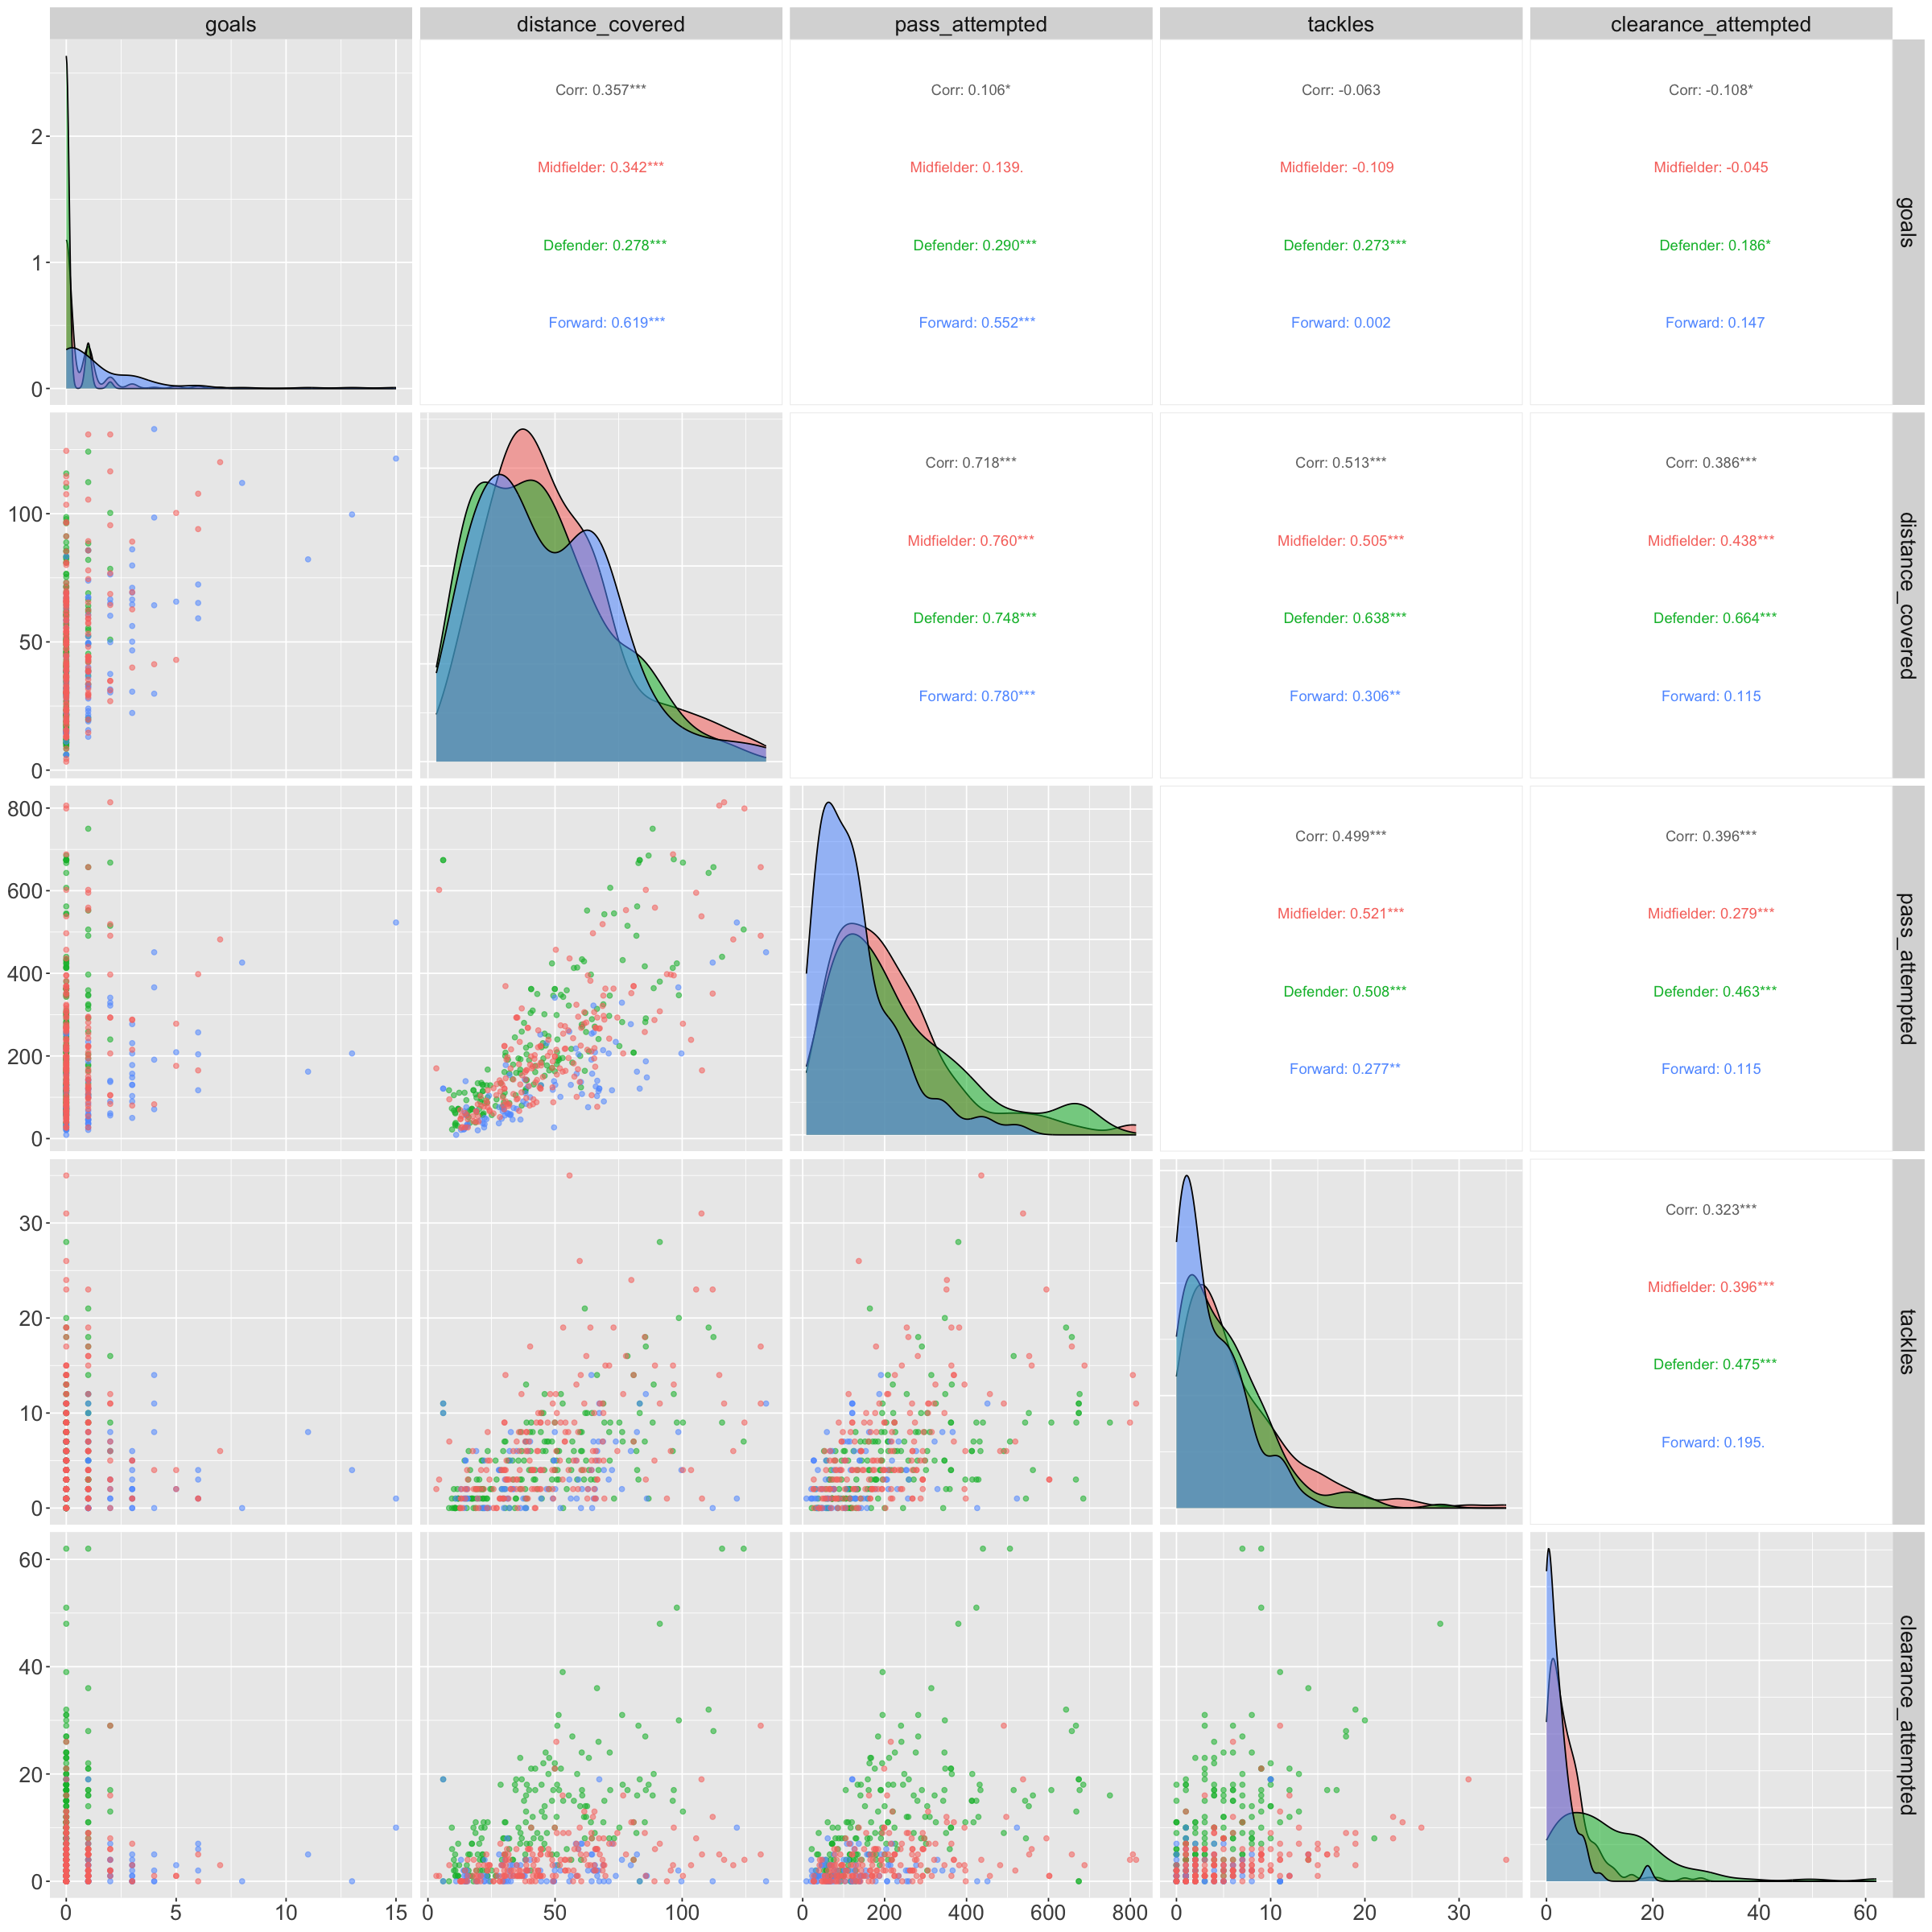 goals distance_covered pass_attempted tackles clearance_attempted
2
1
0
Corr: 0.357***
Midfielder: 0.342***
Defender: 0.278***
Forward: 0.619***
Corr: 0.106*
Midfielder: 0.139.
Defender: 0.290***
Forward: 0.552***
Corr: -0.063
Midfielder: -0.109
Defender: 0.273***
Forward: 0.002
Corr: -0.108*
Midfielder: -0.045
Defender: 0.186*
Forward: 0.147
goals
100
50
0
Corr: 0.718***
Midfielder: 0.760***
Defender: 0.748***
Forward: 0.780***
Corr: 0.513***
Midfielder: 0.505***
Defender: 0.638***
Forward: 0.306**
Corr: 0.386***
Midfielder: 0.438***
Defender: 0.664***
Forward: 0.115
distance_covered
800
600
400
200
0
Corr: 0.499***
Midfielder: 0.521***
Defender: 0.508***
Forward: 0.277**
Corr: 0.396***
Midfielder: 0.279***
Defender: 0.463***
Forward: 0.115
pass_attempted
30
20
10
0
Corr: 0.323***
Midfielder: 0.396***
Defender: 0.475***
Forward: 0.195.
tackles
60
40
20
0
clearance_attempted
0 5 10 15 0 50 100 0 200 400 600 800 0 10 20 30 0 20 40 60